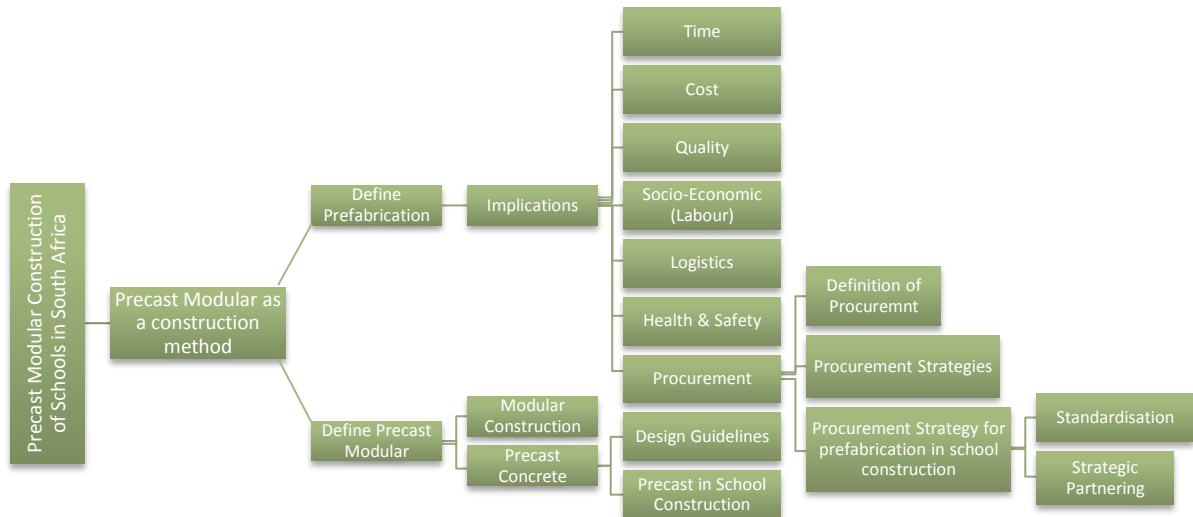 Precast Modular Construction
of Schools in South Africa
Precast Modular as
a construction
method
Define
Prefabrication
Implications
Time
Cost
Quality
Socio-Economic
(Labour)
Logistics
Health & Safety
Procurement
Definition of
Procuremnt
Procurement Strategies
Procurement Strategy for
prefabrication in school
construction
Standardisation
Strategic
Partnering
Define Precast
Modular
Modular
Construction
Precast
Concrete
Design Guidelines
Precast in School
Construction